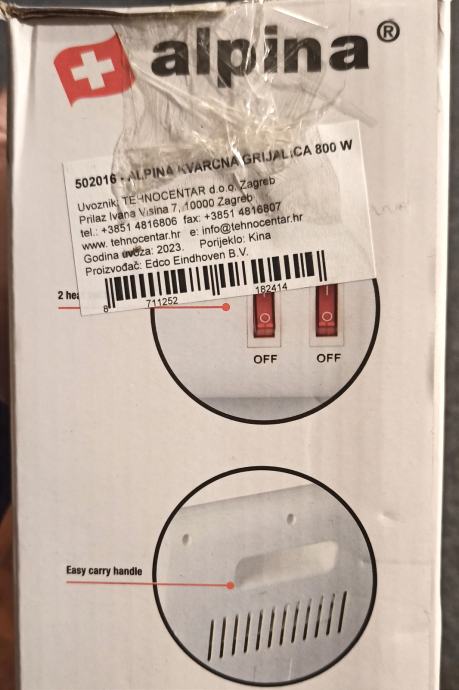 alpina®
502016 - ALPINA KVARCNA GRIJALICA 800 W
Uvoznik: TEHNOCENTAR d.o.o. Zagreb
Prilaz Ivana Visina 7, 10000 Zagreb
tel.: +3851 4816806 fax: +3851 4816807
www. tehnocentar.hr e: info@tehnocentar.hr
Godina uvoza: 2023. Porijeklo: Kina
Proizvođač: Edco Eindhoven B.V.
8 711252 182414
2
OFF OFF
Easy carry handle